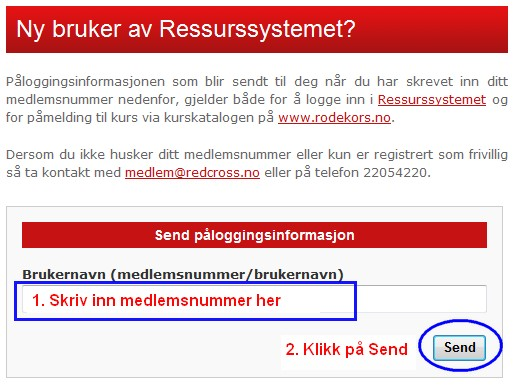 Ny bruker av Ressurssystemet?
Påloggingsinformasjonen som blir sendt til deg når du har skrevet inn ditt
medlemsnummer nedenfor, gjelder både for å logge inn i Ressurssystemet og
for påmelding til kurs via kurskatalogen på www.rodekors.no.
Dersom du ikke husker ditt medlemsnummer eller kun er registrert som frivillig
så ta kontakt med medlem@redcross.no eller på telefon 22054220.
Send påloggingsinformasjon
Brukernavn (medlemsnummer/brukernavn)
1. Skriv inn medlemsnummer her
2. Klikk på Send
Send